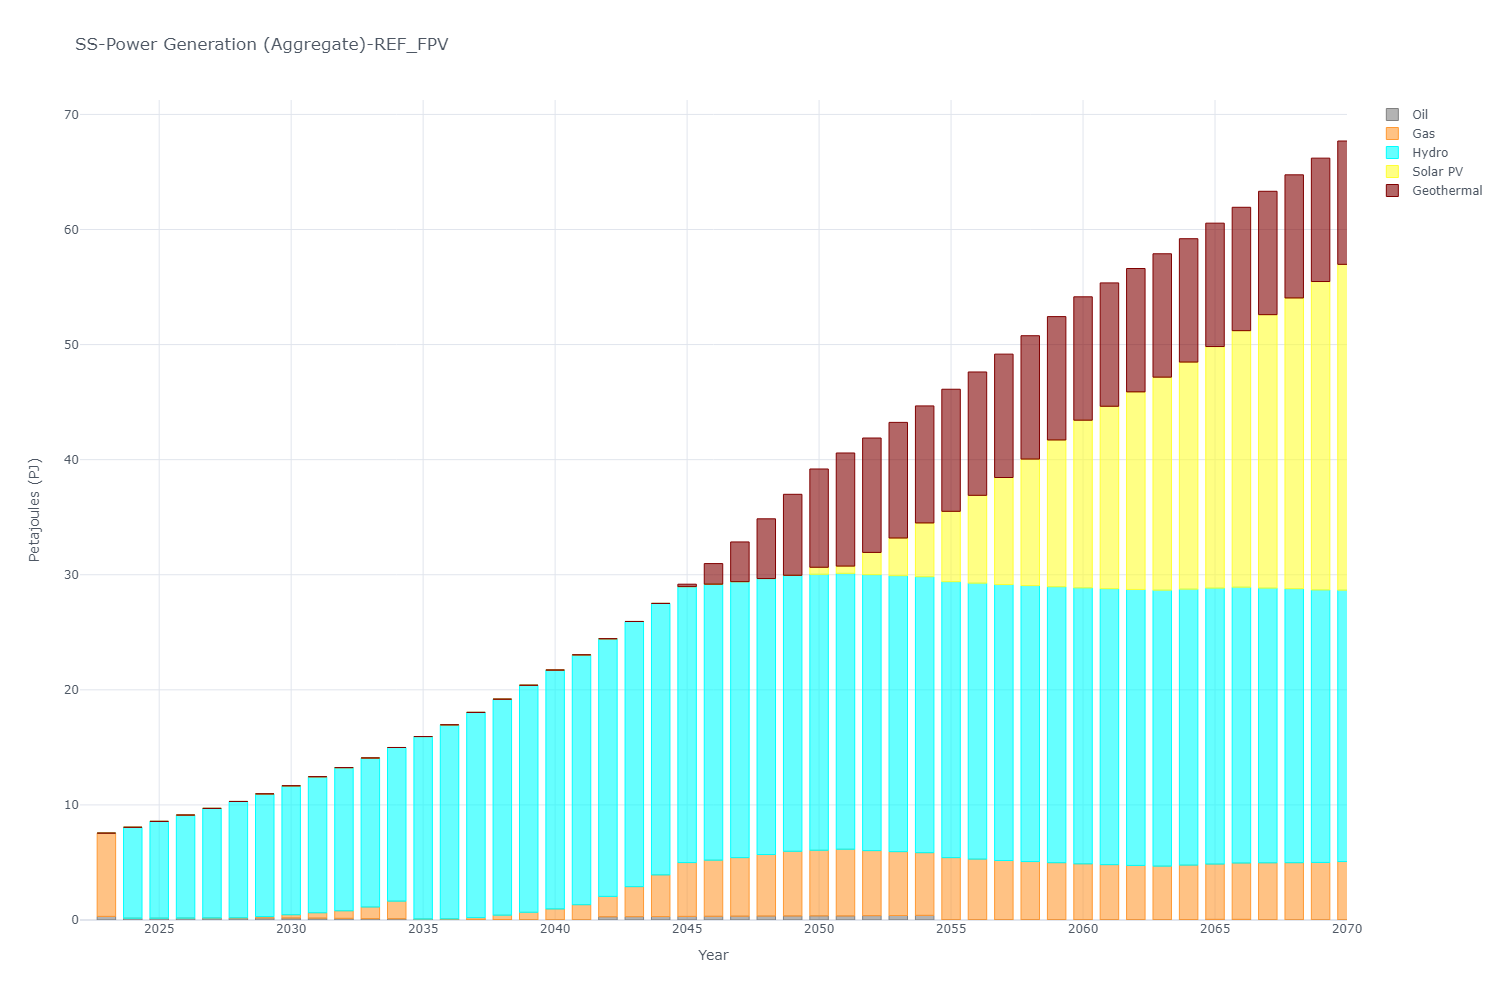 SS-Power Generation (Aggregate)-REF_FPV
Oil
Gas
Hydro
Solar PV
Geothermal
Petajoules (PJ)
70
60
50
40
30
20
10
0
2025 2030 2035 2040 2045 2050 2055 2060 2065 2070
Year